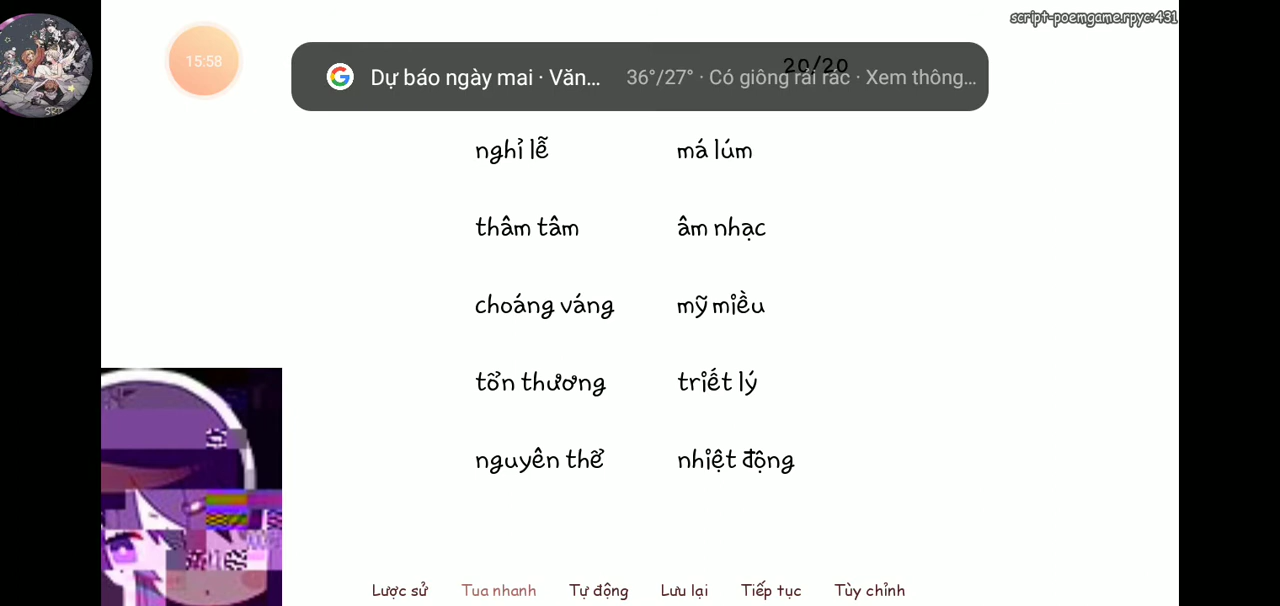 script-poemgame.rpyc:431
15:58
Dự báo ngày mai · Văn... 36°/27° · Có giông rải rác · Xem thông...
20/20
nghỉ lễ má lúm
thâm tâm âm nhạc
choáng váng mỹ miều
tổn thương triết lý
nguyên thể nhiệt động
Lược sử Tua nhanh Tự động Lưu lại Tiếp tục Tùy chỉnh